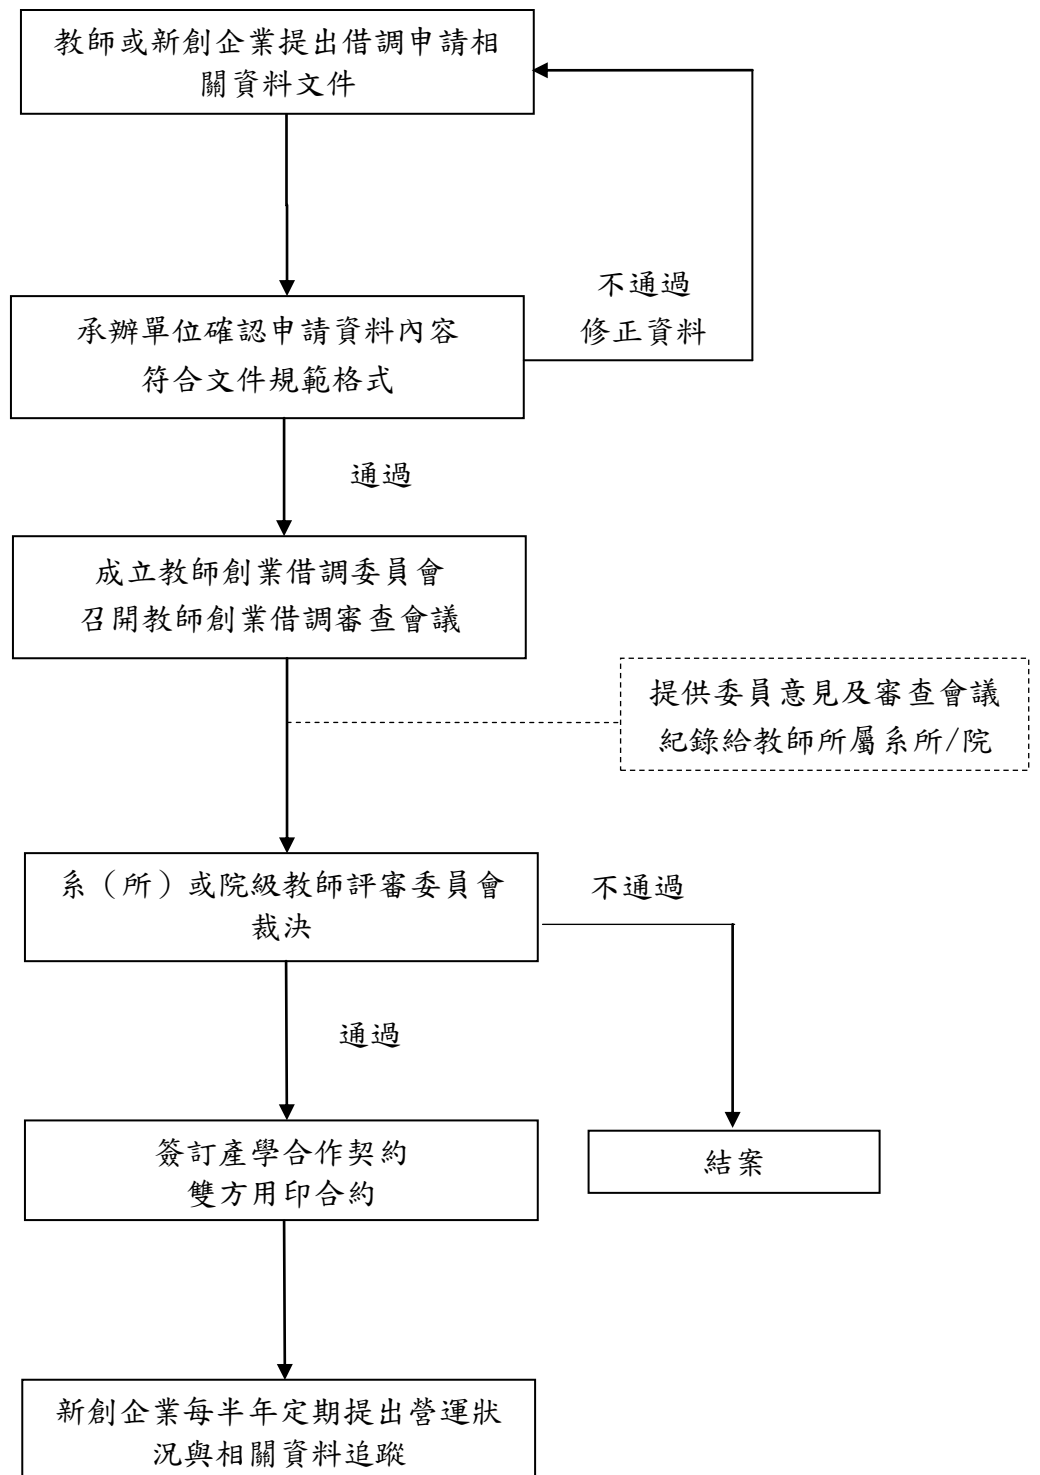 教師或新創企業提出借調申請相
關資料文件
不通過
修正資料
承辦單位確認申請資料內容
符合文件規範格式
通過
成立教師創業借調委員會
召開教師創業借調審查會議
提供委員意見及審查會議
紀錄給教師所屬系所/院
系（所）或院級教師評審委員會
裁決
不通過
通過
簽訂產學合作契約
雙方用印合約
結案
新創企業每半年定期提出營運狀
況與相關資料追蹤